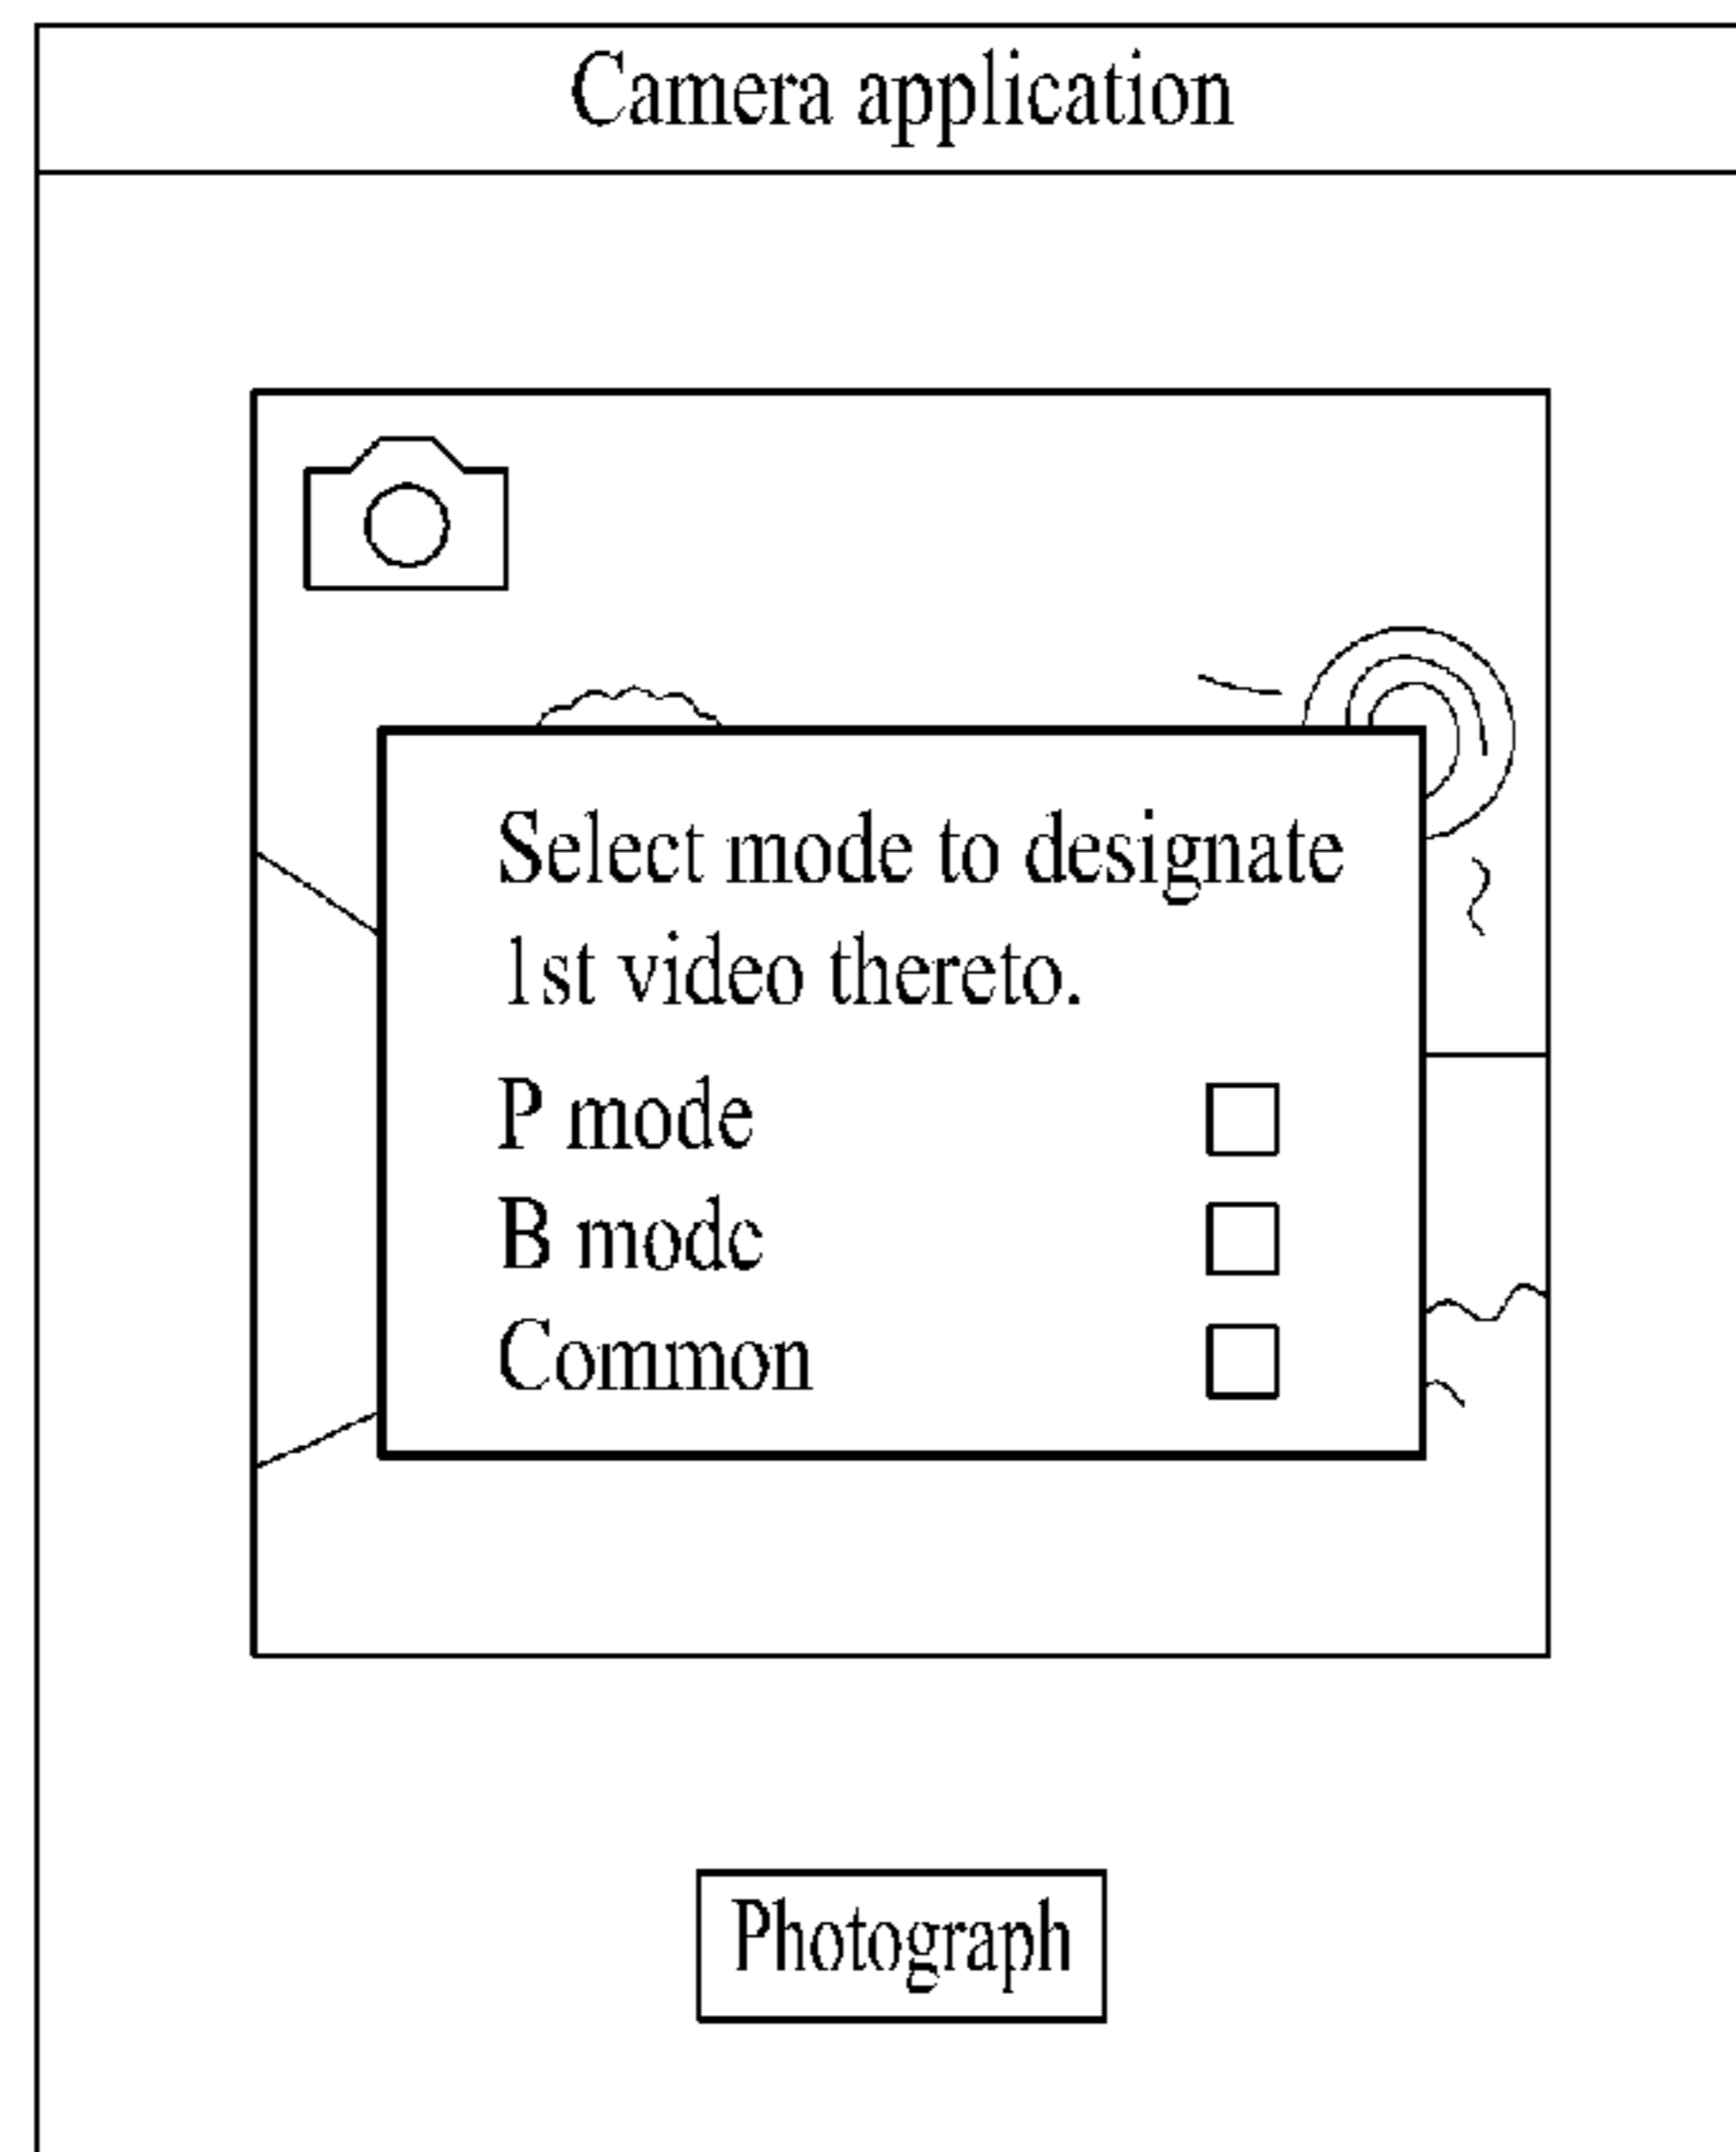 Camera application
Select mode to designate
1st video thereto.
P mode
B mode
Common
Photograph